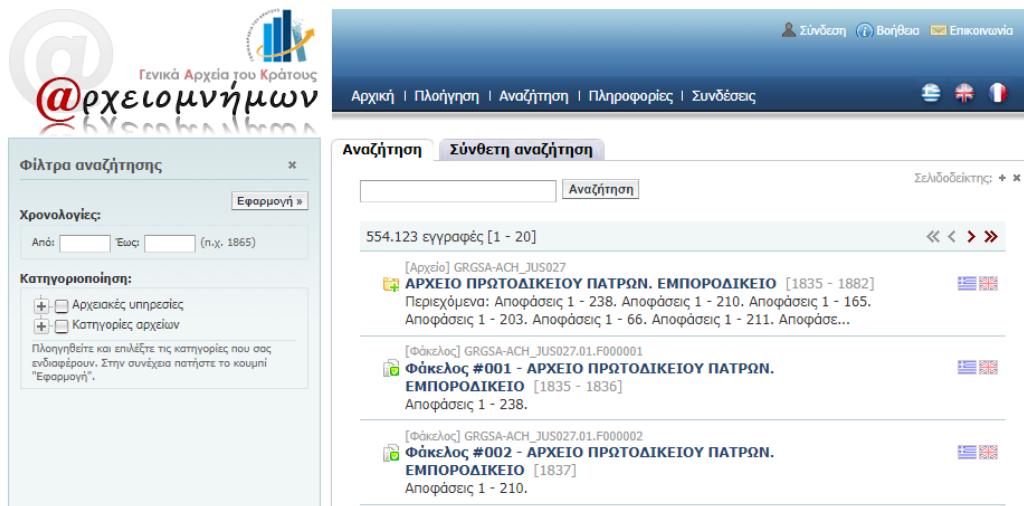 Γενικά Αρχεία του Κράτους
@ρχειομνήμων
Σύνδεση Βοήθεια Επικοινωνία
Αρχική | Πλοήγηση | Αναζήτηση | Πληροφορίες | Συνδέσεις
Φίλτρα αναζήτησης ×
Εφαρμογή »
Χρονολογίες:
Από: Έως: (π.χ. 1865)
Κατηγοριοποίηση:
Αρχειακές υπηρεσίες
Κατηγορίες αρχείων
Πλοηγηθείτε και επιλέξτε τις κατηγορίες που σας
ενδιαφέρουν. Στην συνέχεια πατήστε το κουμπί
"Εφαρμογή".
Αναζήτηση Σύνθετη αναζήτηση
Σελιδοδείκτης: + ×
Αναζήτηση
554.123 εγγραφές [1 - 20]
[Αρχείο] GRGSA-ACH_JUS027
ΑΡΧΕΙΟ ΠΡΩΤΟΔΙΚΕΙΟΥ ΠΑΤΡΩΝ. ΕΜΠΟΡΟΔΙΚΕΙΟ [1835 - 1882]
Περιεχόμενα: Αποφάσεις 1 - 238. Αποφάσεις 1 - 210. Αποφάσεις 1 - 165.
Αποφάσεις 1 - 203. Αποφάσεις 1 - 66. Αποφάσεις 1 - 211. Αποφάσε...
[Φάκελος] GRGSA-ACH_JUS027.01.F000001
Φάκελος #001 - ΑΡΧΕΙΟ ΠΡΩΤΟΔΙΚΕΙΟΥ ΠΑΤΡΩΝ.
ΕΜΠΟΡΟΔΙΚΕΙΟ [1835 - 1836]
Αποφάσεις 1 - 238.
[Φάκελος] GRGSA-ACH_JUS027.01.F000002
Φάκελος #002 - ΑΡΧΕΙΟ ΠΡΩΤΟΔΙΚΕΙΟΥ ΠΑΤΡΩΝ.
ΕΜΠΟΡΟΔΙΚΕΙΟ [1837]
Αποφάσεις 1 - 210.